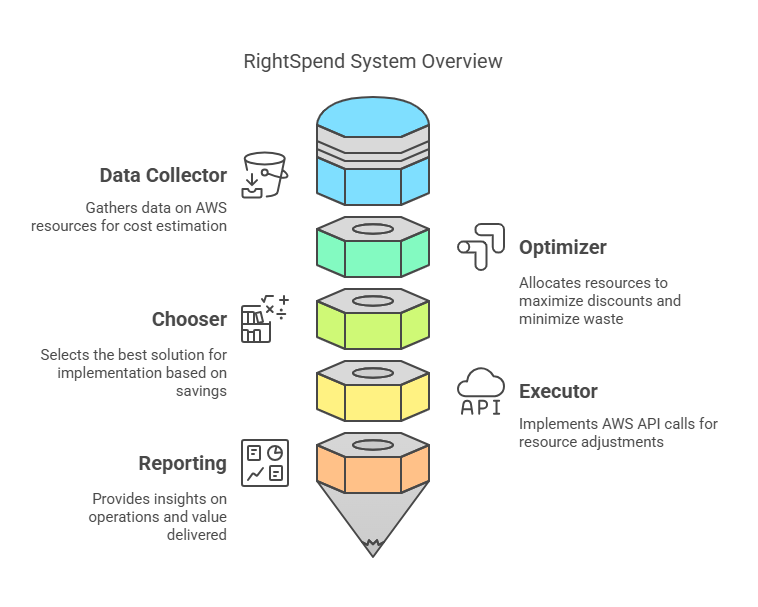 RightSpend System Overview
Data Collector
Gathers data on AWS
resources for cost estimation
Optimizer
Allocates resources to
maximize discounts and
minimize waste
Chooser
Selects the best solution for
implementation based on
savings
Executor
API
Implements AWS API calls for
resource adjustments
Reporting
Provides insights on
operations and value
delivered